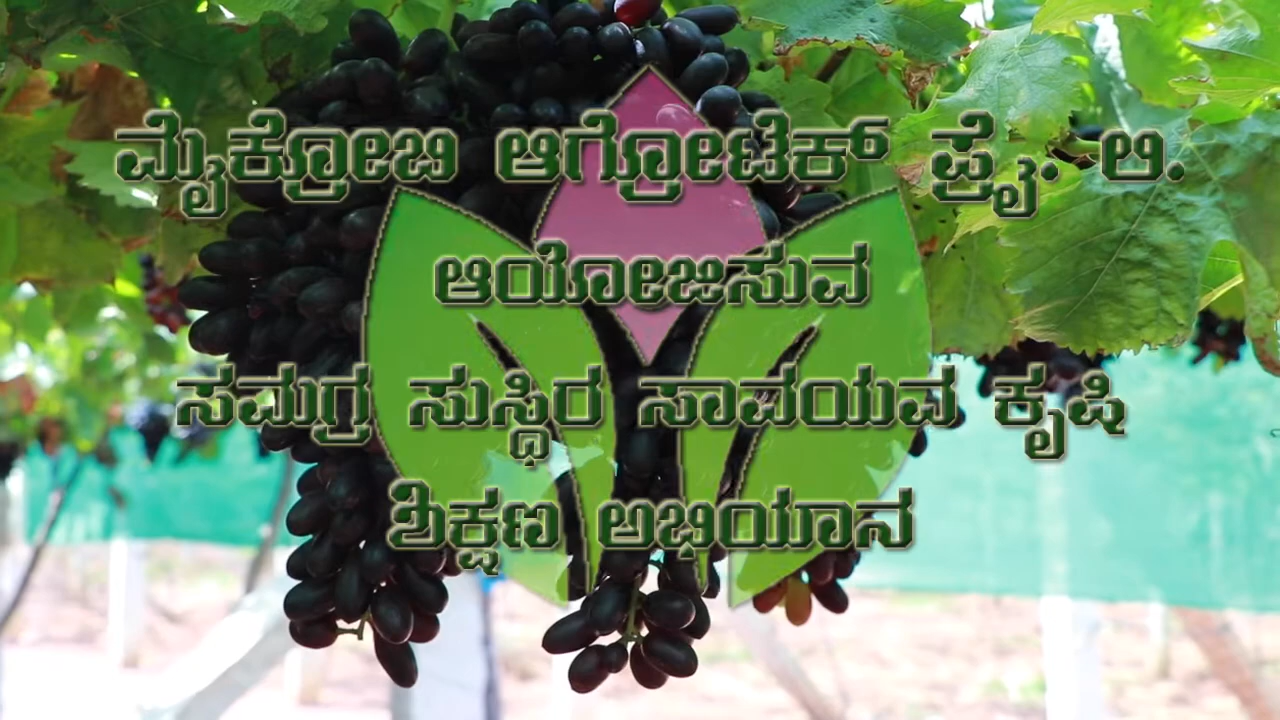 ಮೈಕ್ರೋಬಿ ಆಗ್ರೋಟೆಕ್ ಪ್ರೈ. ಲಿ.
ಆಯೋಜಿಸುವ
ಸಮಗ್ರ ಸುಸ್ಥಿರ ಸಾವಯವ ಕೃಷಿ
ಶಿಕ್ಷಣ ಅಭಿಯಾನ